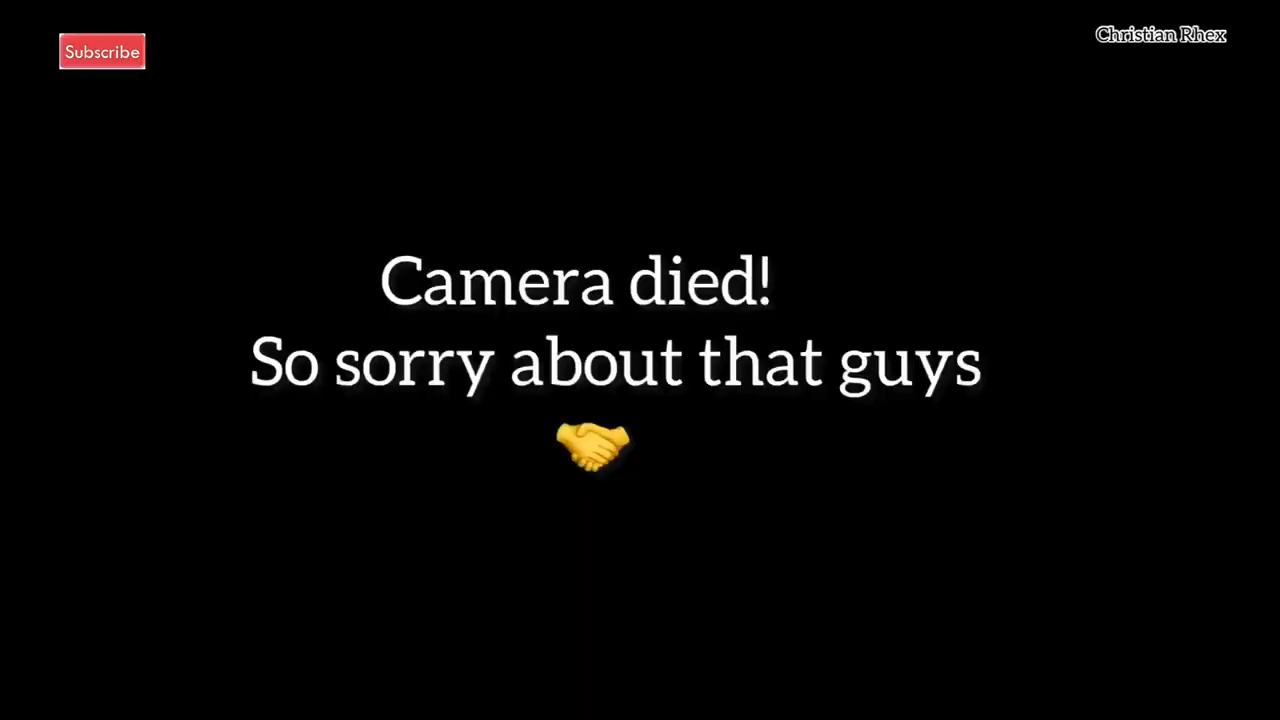 Subscribe
Christian Rhex
Camera died!
So sorry about that guys
🤝